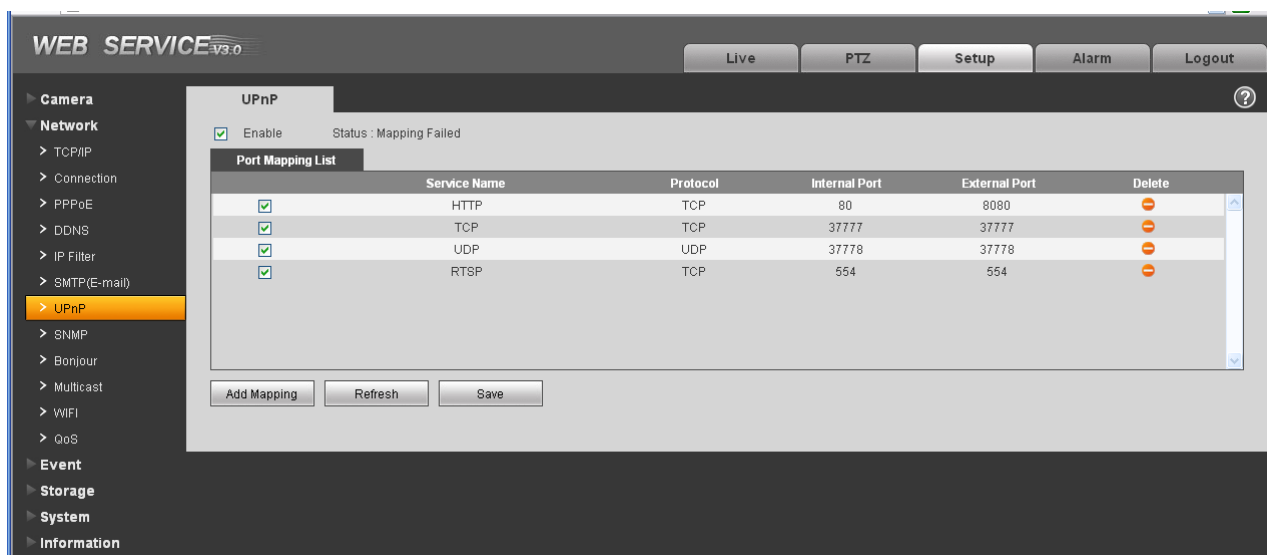 WEB SERVICE V3.0
Live PTZ Setup Alarm Logout
Camera
Network
> TCP/IP
> Connection
> PPPoE
> DDNS
> IP Filter
> SMTP(E-mail)
> UPnP
> SNMP
> Bonjour
> Multicast
> WIFI
> QoS
Event
Storage
System
Information
UPnP ?
Enable Status : Mapping Failed
Port Mapping List
Service Name Protocol Internal Port External Port Delete
HTTP TCP 80 8080
TCP TCP 37777 37777
UDP UDP 37778 37778
RTSP TCP 554 554
Add Mapping Refresh Save